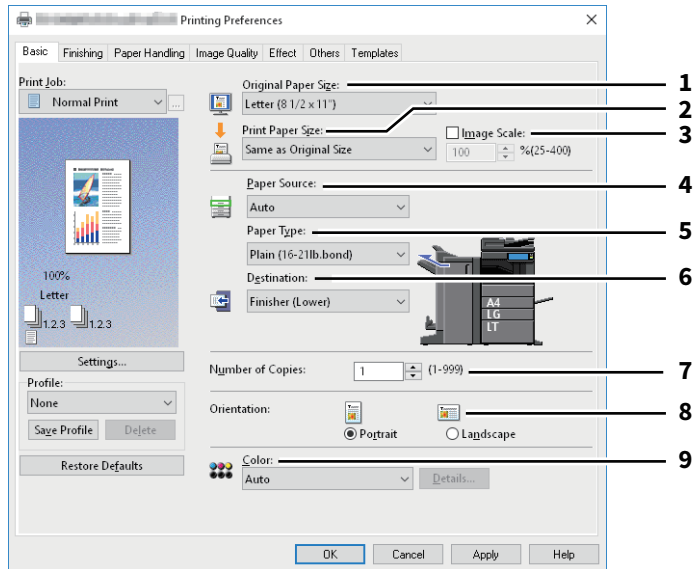 Printing Preferences
Basic Finishing Paper Handling Image Quality Effect Others Templates
Print Job:
Normal Print
...
100%
Letter
1.2.3 1.2.3
Settings...
Profile:
None
Save Profile Delete
Restore Defaults
Original Paper Size:
Letter (8 1/2 x 11")
Print Paper Size:
Same as Original Size
Image Scale:
100 %(25-400)
Paper Source:
Auto
Paper Type:
Plain (16-21lb.bond)
Destination:
Finisher (Lower)
A4
LG
LT
Number of Copies: 1 (1-999)
Orientation:
Portrait Landscape
Color:
Auto Details...
OK Cancel Apply Help
1
2
3
4
5
6
7
8
9